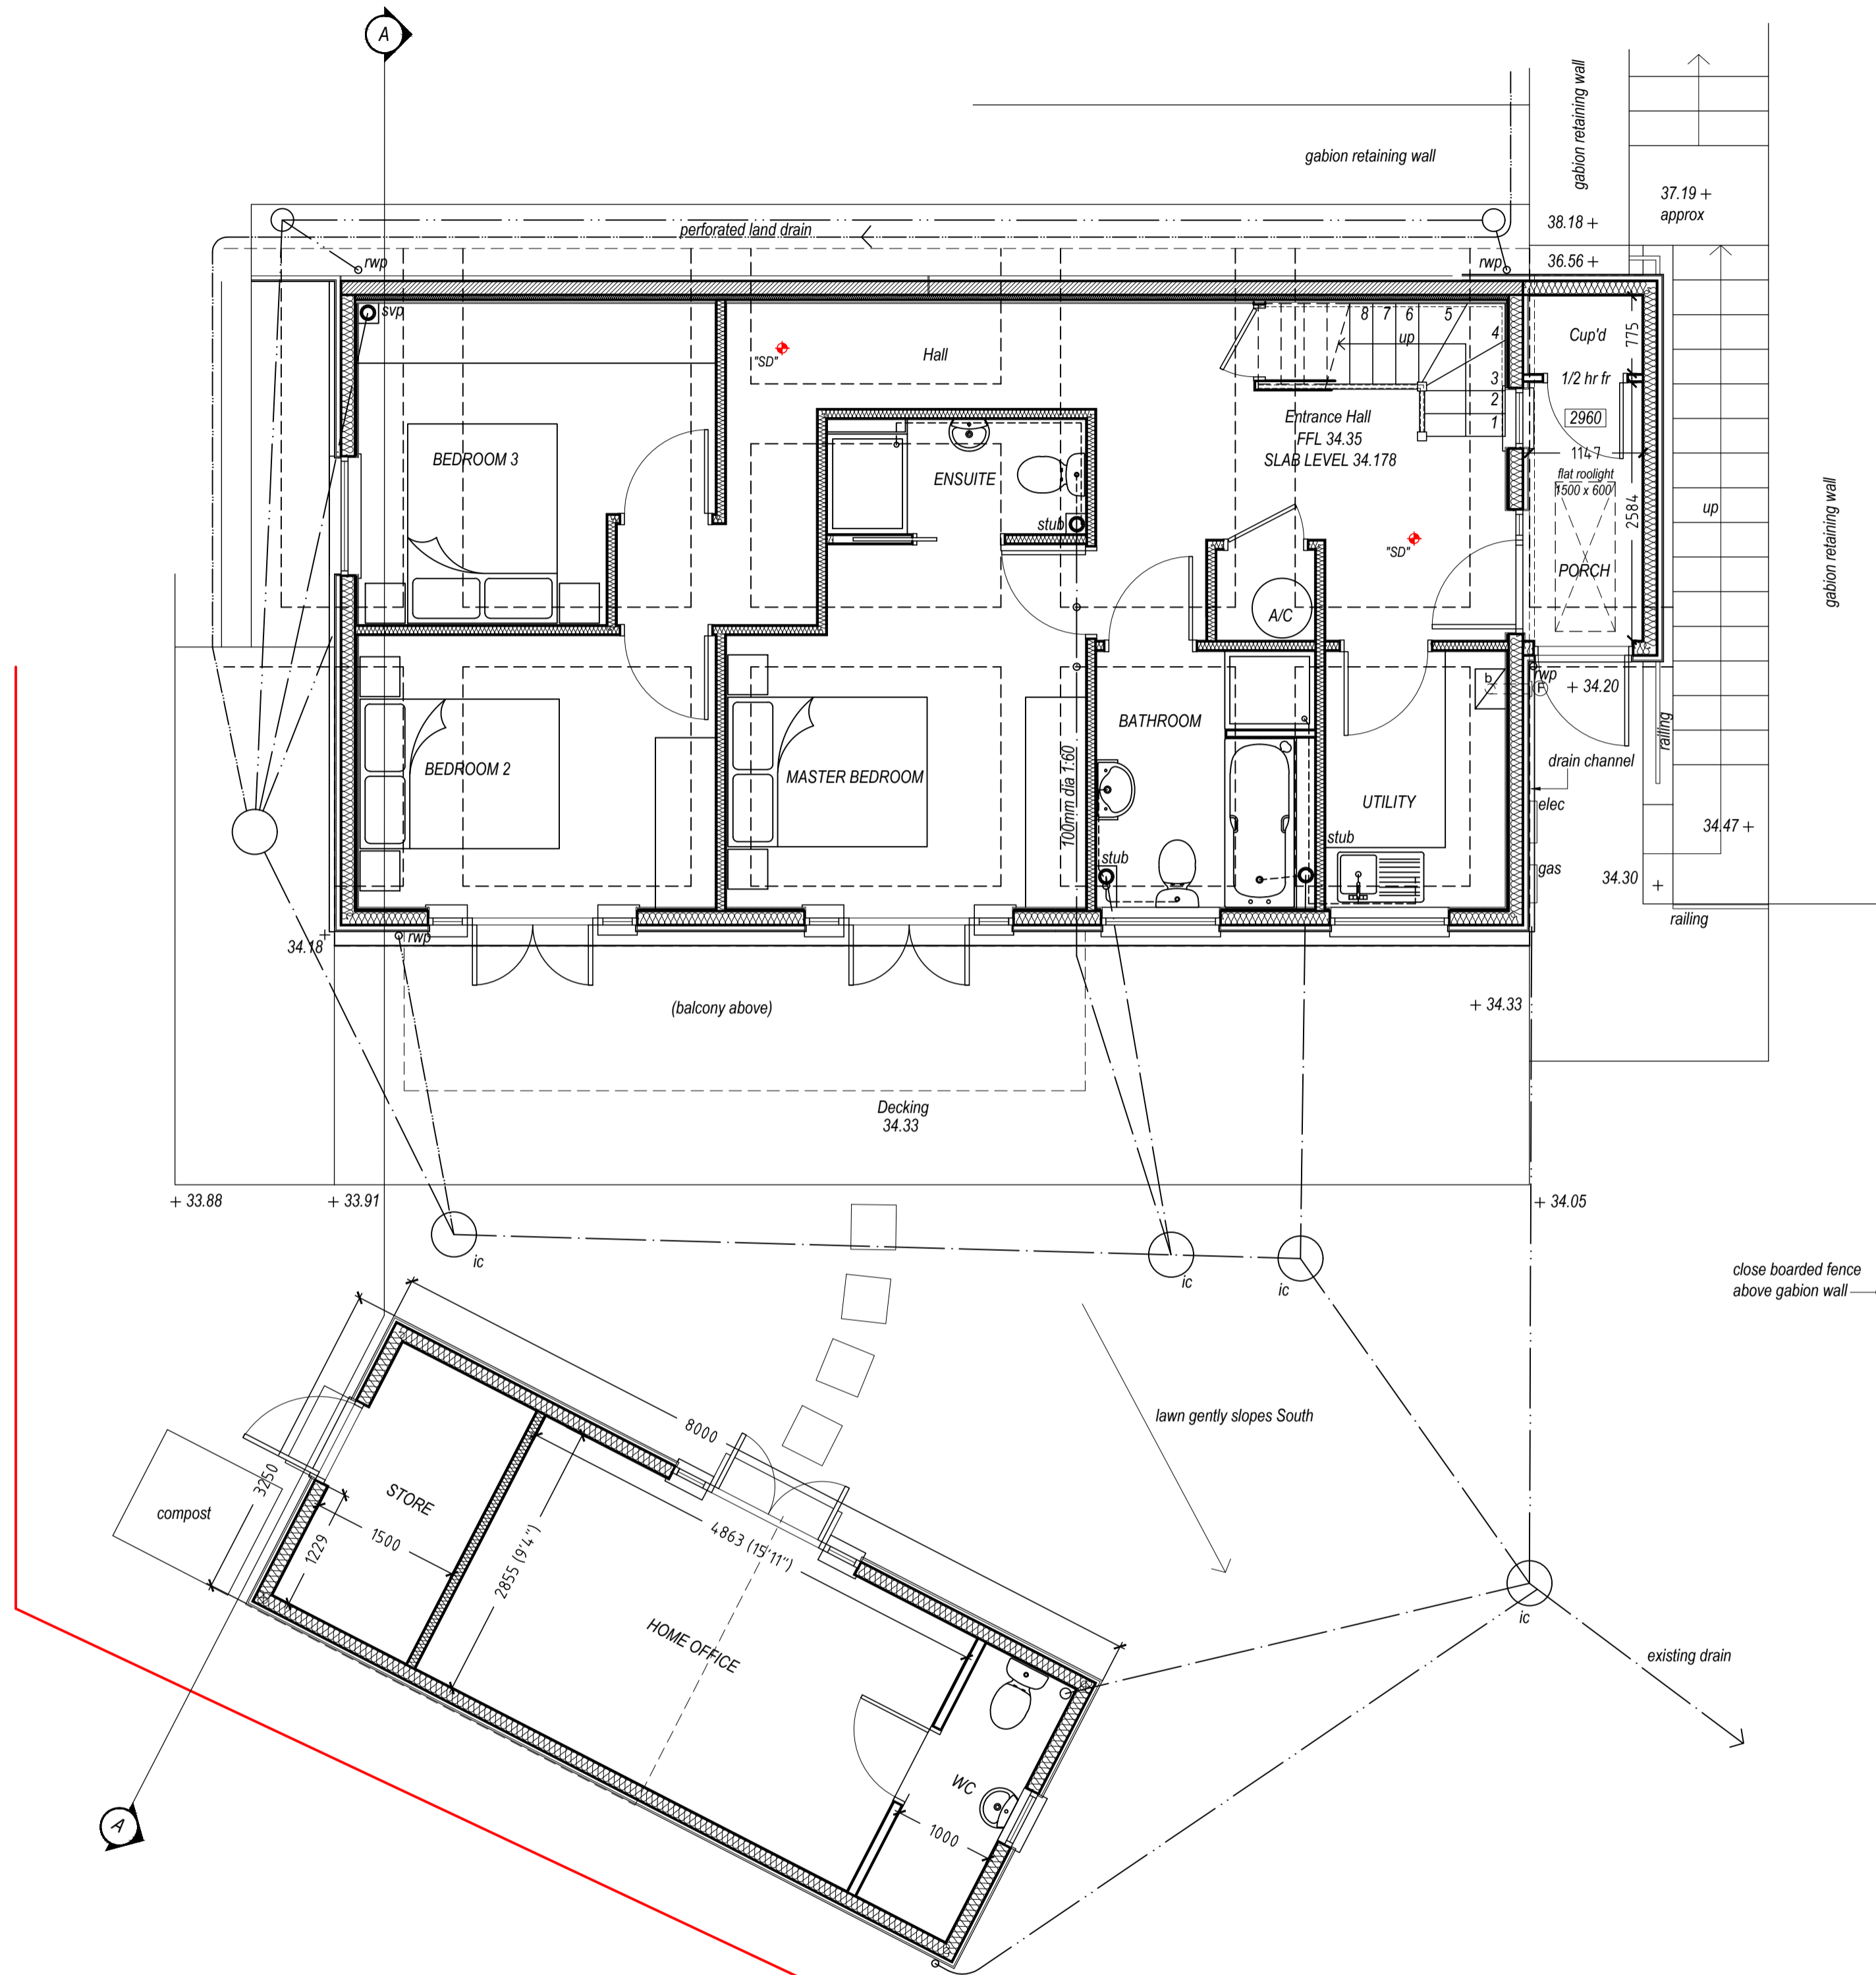 A
gabion retaining wall
gabion retaining wall
37.19 +
approx
38.18 +
perforated land drain
rwp
rwp
36.56 +
svp
"SD"
Hall
8
7
6
5
4
3
2
1
up
Cup'd
775
1/2 hr fr
2960
1147
Entrance Hall
FFL 34.35
SLAB LEVEL 34.178
BEDROOM 3
ENSUITE
stub
flat roolight
1500 x 600
2584
up
gabion retaining wall
"SD"
PORCH
A/C
rwp
b
F
+ 34.20
railing
BATHROOM
BEDROOM 2
MASTER BEDROOM
100mm dia 1:60
UTILITY
drain channel
elec
stub
34.47 +
stub
gas
34.30
+
railing
34.18
+
rwp
(balcony above)
+ 34.33
Decking
34.33
+ 33.88
+ 33.91
+ 34.05
ic
ic
ic
close boarded fence
above gabion wall
8000
lawn gently slopes South
3250
STORE
compost
1500
1229
2855 (9'4")
4863 (15'11")
HOME OFFICE
ic
existing drain
WC
1000
A